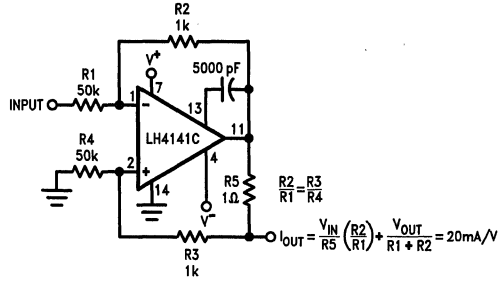 R2
1k
V+
5000 pF
R1
50k
7
INPUT
1
-
13
LH4141C
11
R4
50k
2
+
4
14
R5
1Ω
V-
R2/R1 = R3/R4
IOUT = VIN/R5 (R2/R1) + VOUT/R1 + R2 = 20mA/V
R3
1k